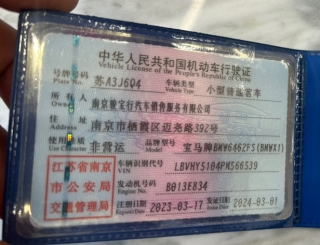 中华人民共和国机动车行驶证
Vehicle License of the People's Republic of China
号牌号码 苏A3J6Q4 车辆类型 小型普通客车
Plate No. Vehicle Type
所有人 南京骏宝行汽车销售服务有限公司
Owner
住址 南京市栖霞区迈尧路392号
Address
使用性质 非营运 品牌型号 宝马牌BMW6462FS(BMWX1)
Use Character Model
江苏省南京市公安局交通管理局
车辆识别代号 LBVHY5104PMS66539
VIN
发动机号码 B013E834
Engine No.
注册日期 2023-03-17 发证日期 2024-03-01
Register Date Issue Date